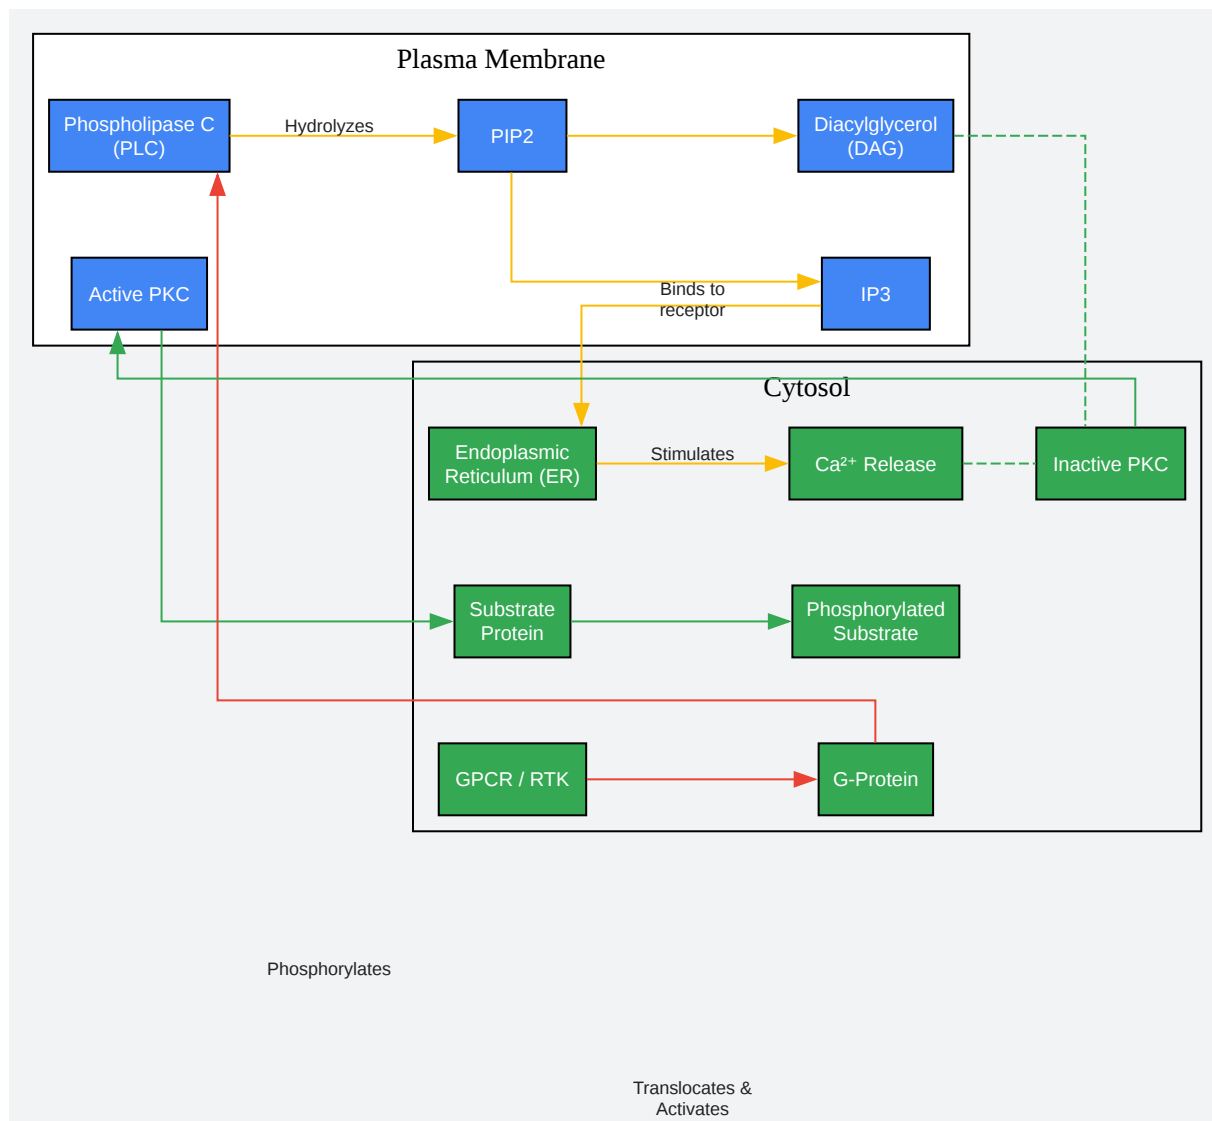 Plasma Membrane
Phospholipase C
(PLC)
Hydrolyzes
PIP2
Diacylglycerol
(DAG)
Active PKC
Binds to
receptor
IP3
Cytosol
Endoplasmic
Reticulum (ER)
Stimulates
Ca²⁺ Release
Inactive PKC
Substrate
Protein
Phosphorylated
Substrate
GPCR / RTK
G-Protein
Phosphorylates
Translocates &
Activates